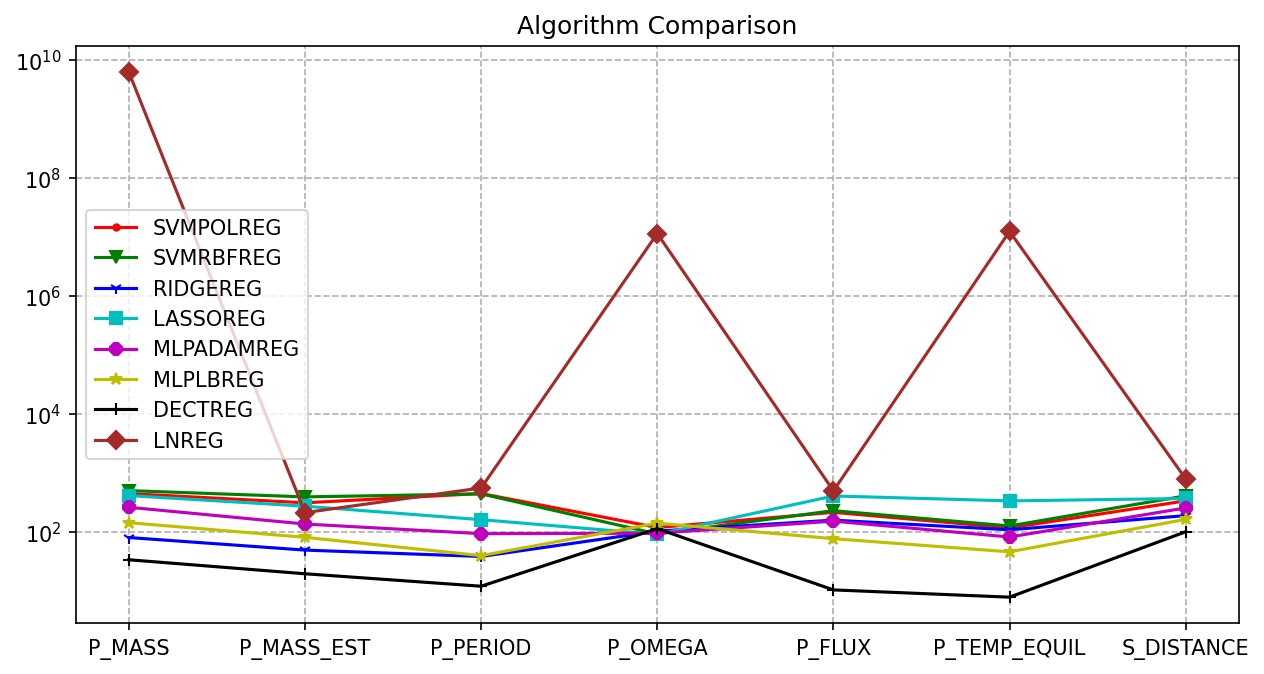 Algorithm Comparison
10^10
10^8
10^6
10^4
10^2
SVMPOLREG
SVMRBFREG
RIDGEREG
LASSOREG
MLPADAMREG
MLPLBREG
DECTREG
LNREG
P_MASS P_MASS_EST P_PERIOD P_OMEGA P_FLUX P_TEMP_EQUIL S_DISTANCE